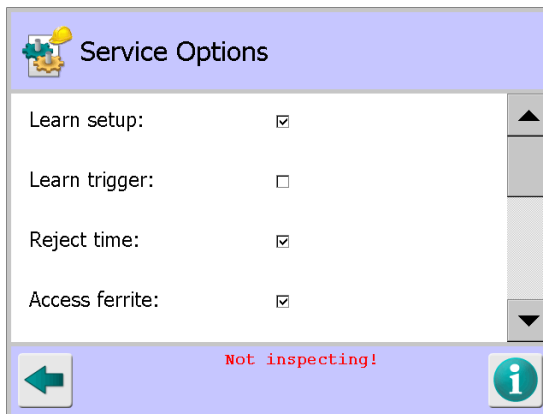 Service Options
Learn setup:
Learn trigger:
Reject time:
Access ferrite:
Not inspecting!